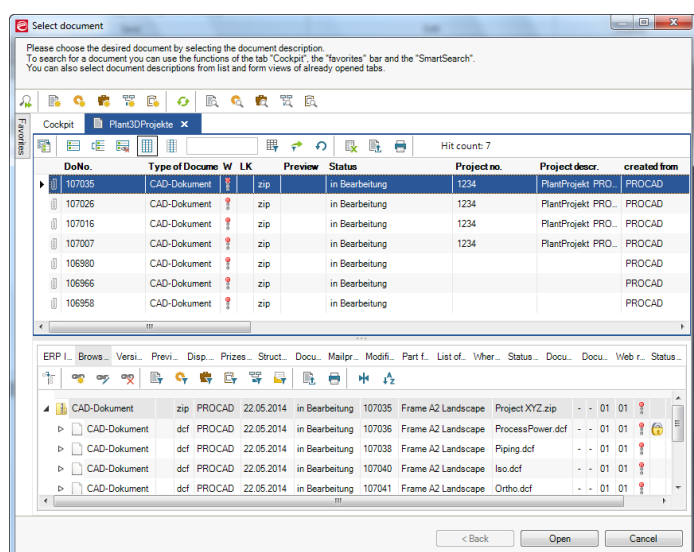 Select document
Please choose the desired document by selecting the document description.
To search for a document you can use the functions of the tab "Cockpit", the "favorites" bar and the "SmartSearch".
You can also select document descriptions from list and form views of already opened tabs.
Favorites
Cockpit Plant3DProjekte
Hit count: 7
DoNo. Type of Docume W LK Preview Status Project no. Project descr. created from
107035 CAD-Dokument zip in Bearbeitung 1234 PlantProjekt PRO... PROCAD
107026 CAD-Dokument zip in Bearbeitung 1234 PlantProjekt PRO... PROCAD
107016 CAD-Dokument zip in Bearbeitung 1234 PlantProjekt PRO... PROCAD
107007 CAD-Dokument zip in Bearbeitung 1234 PlantProjekt PRO... PROCAD
106980 CAD-Dokument zip in Bearbeitung PROCAD
106966 CAD-Dokument zip in Bearbeitung PROCAD
106958 CAD-Dokument zip in Bearbeitung PROCAD
ERP I... Brows... Versi... Previ... Disp... Prizes... Struct... Docu... Mailpr... Modifi... Part f... List of... Wher... Status... Docu... Docu... Web r... Status...
CAD-Dokument zip PROCAD 22.05.2014 in Bearbeitung 107035 Frame A2 Landscape Project XYZ.zip - - 01 01
CAD-Dokument dcf PROCAD 22.05.2014 in Bearbeitung 107036 Frame A2 Landscape ProcessPower.dcf - - 01 01
CAD-Dokument dcf PROCAD 22.05.2014 in Bearbeitung 107038 Frame A2 Landscape Piping.dcf - - 01 01
CAD-Dokument dcf PROCAD 22.05.2014 in Bearbeitung 107040 Frame A2 Landscape Iso.dcf - - 01 01
CAD-Dokument dcf PROCAD 22.05.2014 in Bearbeitung 107041 Frame A2 Landscape Ortho.dcf - - 01 01
< Back Open Cancel